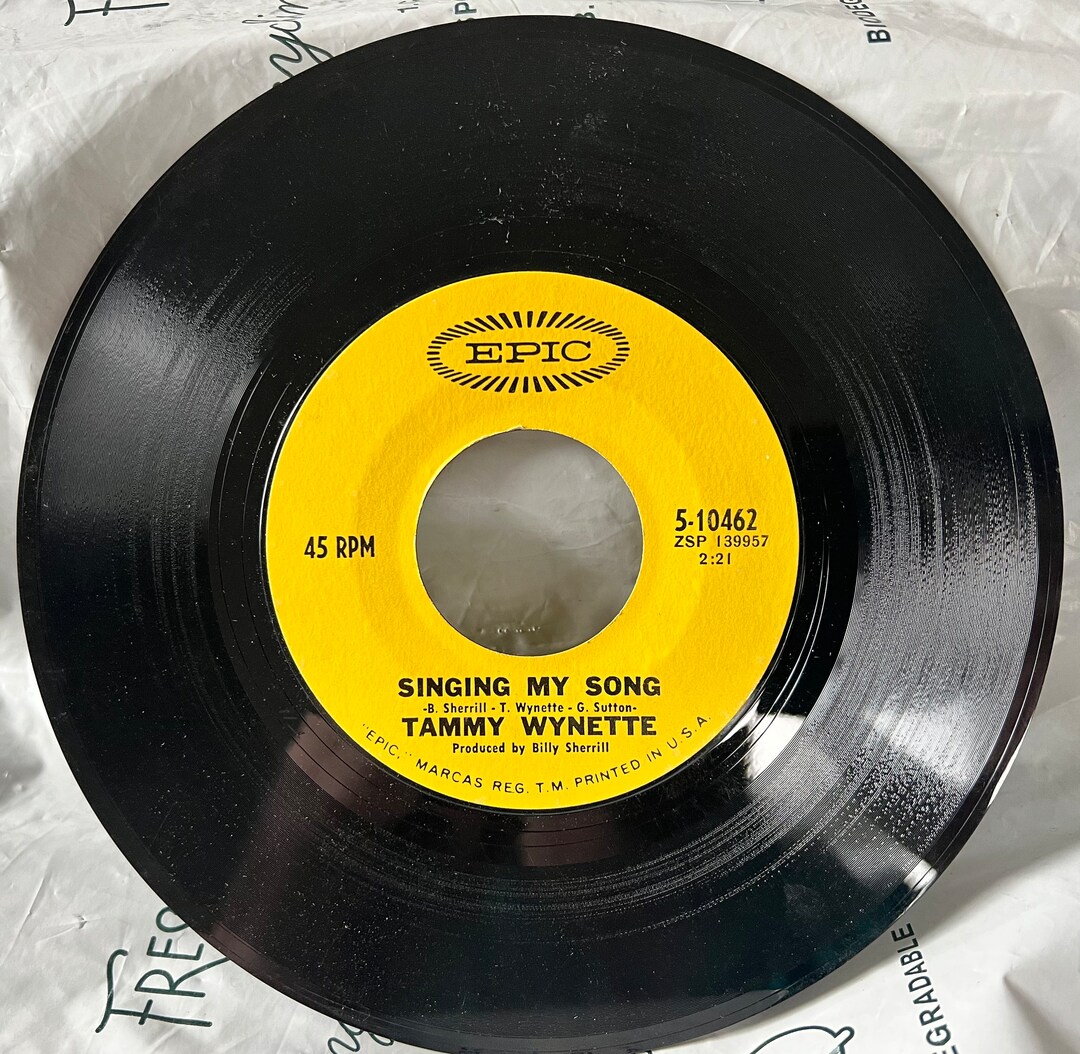 EPIC
45 RPM
5-10462
ZSP 139957
2:21
SINGING MY SONG
-B. Sherrill - T. Wynette - G. Sutton-
TAMMY WYNETTE
Produced by Billy Sherrill
"EPIC," MARCAS REG. T.M. PRINTED IN U.S.A.